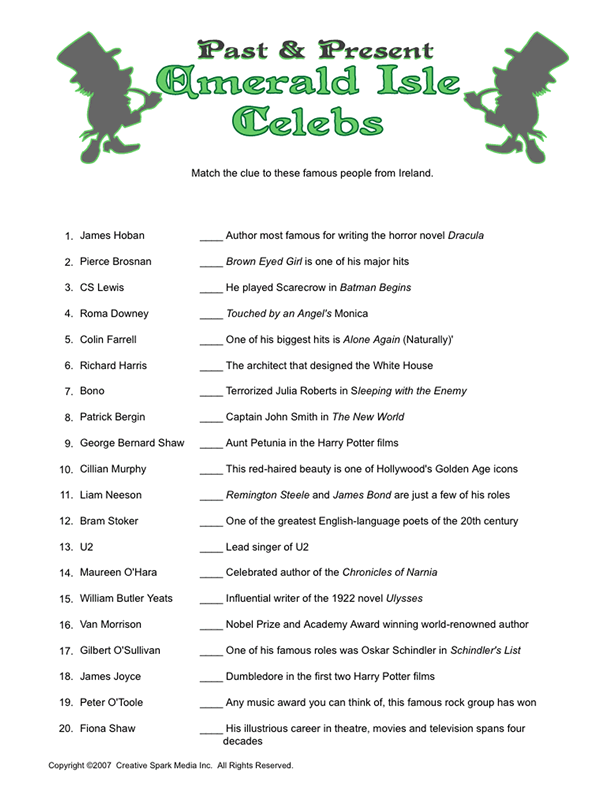 Past & Present
Emerald Isle
Celebs
Match the clue to these famous people from Ireland.
1. James Hoban ____ Author most famous for writing the horror novel Dracula
2. Pierce Brosnan ____ Brown Eyed Girl is one of his major hits
3. CS Lewis ____ He played Scarecrow in Batman Begins
4. Roma Downey ____ Touched by an Angel's Monica
5. Colin Farrell ____ One of his biggest hits is Alone Again (Naturally)'
6. Richard Harris ____ The architect that designed the White House
7. Bono ____ Terrorized Julia Roberts in Sleeping with the Enemy
8. Patrick Bergin ____ Captain John Smith in The New World
9. George Bernard Shaw ____ Aunt Petunia in the Harry Potter films
10. Cillian Murphy ____ This red-haired beauty is one of Hollywood's Golden Age icons
11. Liam Neeson ____ Remington Steele and James Bond are just a few of his roles
12. Bram Stoker ____ One of the greatest English-language poets of the 20th century
13. U2 ____ Lead singer of U2
14. Maureen O'Hara ____ Celebrated author of the Chronicles of Narnia
15. William Butler Yeats ____ Influential writer of the 1922 novel Ulysses
16. Van Morrison ____ Nobel Prize and Academy Award winning world-renowned author
17. Gilbert O'Sullivan ____ One of his famous roles was Oskar Schindler in Schindler's List
18. James Joyce ____ Dumbledore in the first two Harry Potter films
19. Peter O'Toole ____ Any music award you can think of, this famous rock group has won
20. Fiona Shaw ____ His illustrious career in theatre, movies and television spans four
decades
Copyright ©2007 Creative Spark Media Inc. All Rights Reserved.